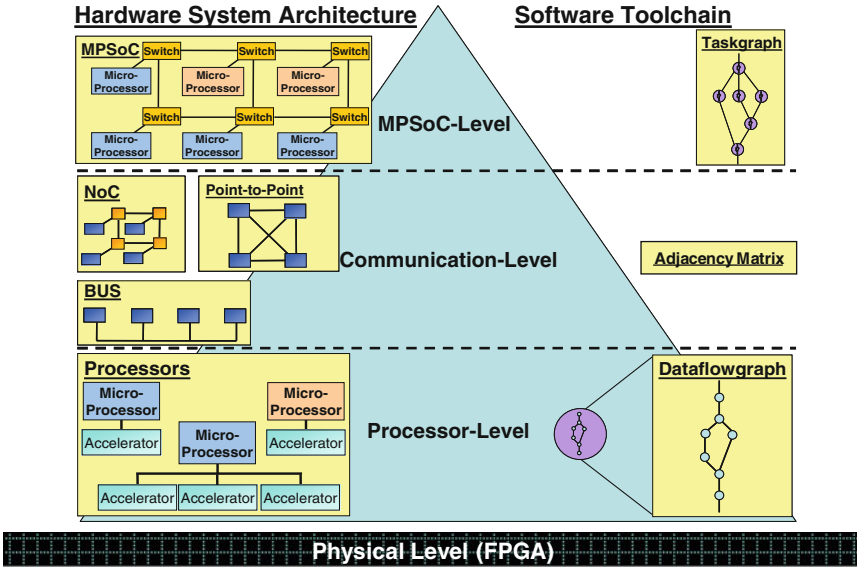 Hardware System Architecture
Software Toolchain
MPSoC
Switch
Switch
Switch
Micro-
Processor
Micro-
Processor
Micro-
Processor
Switch
Switch
Switch
Micro-
Processor
Micro-
Processor
Micro-
Processor
MPSoC-Level
Taskgraph
NoC
Point-to-Point
BUS
Communication-Level
Adjacency Matrix
Processors
Micro-
Processor
Accelerator
Micro-
Processor
Micro-
Processor
Accelerator
Accelerator
Accelerator
Accelerator
Processor-Level
Dataflowgraph
Physical Level (FPGA)